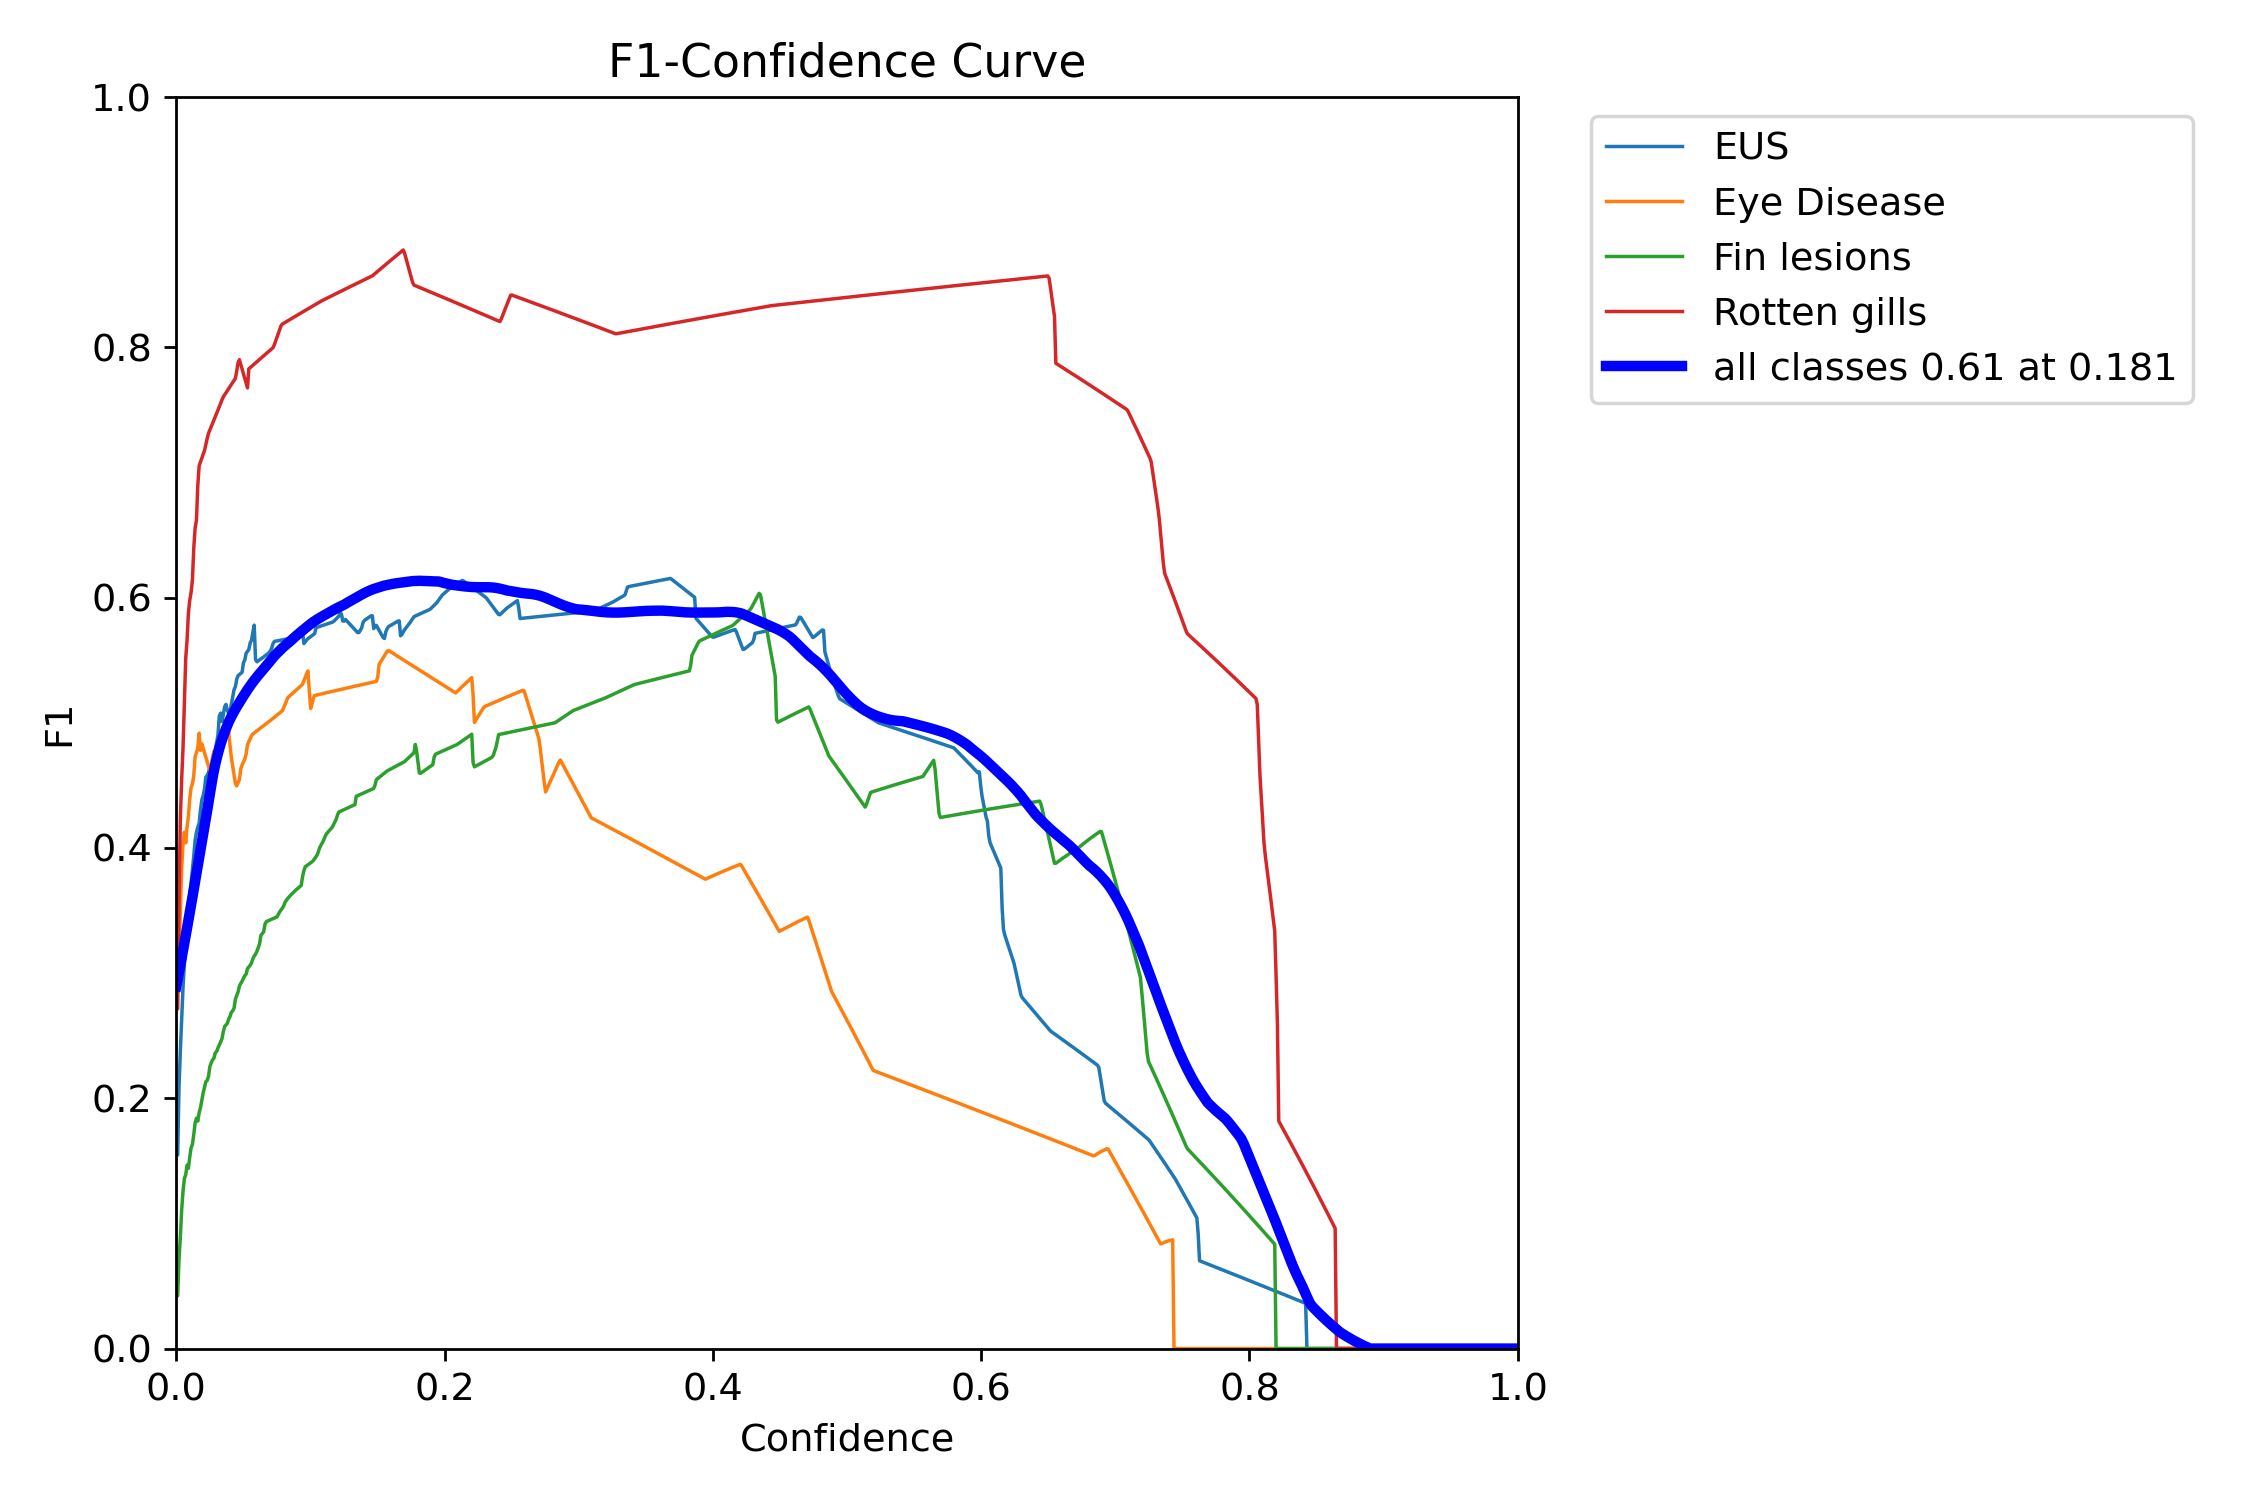 F1-Confidence Curve
1.0
0.8
0.6
0.4
0.2
0.0
F1
0.0 0.2 0.4 0.6 0.8 1.0
Confidence
EUS
Eye Disease
Fin lesions
Rotten gills
all classes 0.61 at 0.181